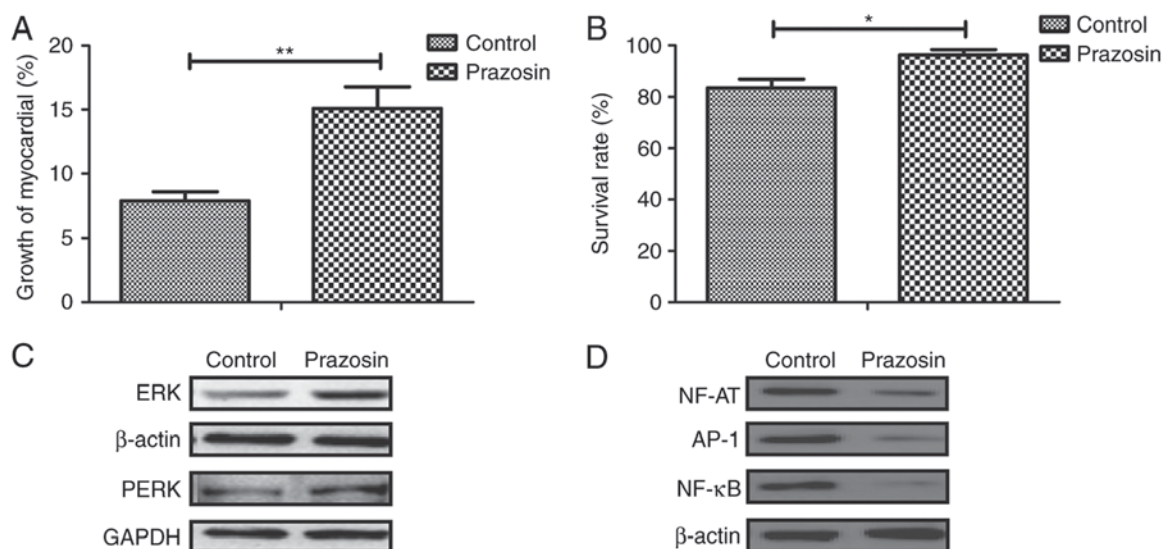 A
Growth of myocardial (%)
20
15
10
5
0
**
Control
Prazosin
B
Survival rate (%)
100
80
60
40
20
0
*
Control
Prazosin
C
Control Prazosin
ERK
β-actin
PERK
GAPDH
D
Control Prazosin
NF-AT
AP-1
NF-κB
β-actin